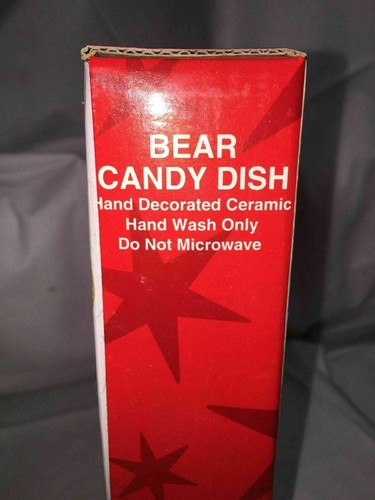 BEAR
CANDY DISH
Hand Decorated Ceramic
Hand Wash Only
Do Not Microwave